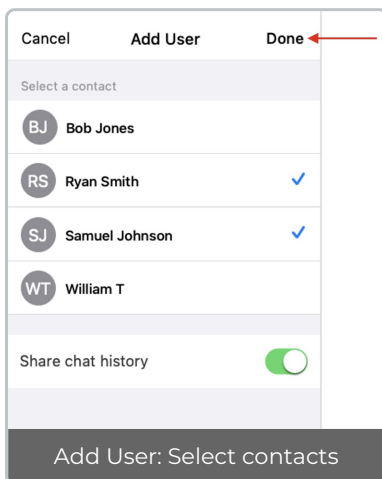 Cancel Add User Done
Select a contact
BJ Bob Jones
RS Ryan Smith
SJ Samuel Johnson
WT William T
Share chat history
Add User: Select contacts